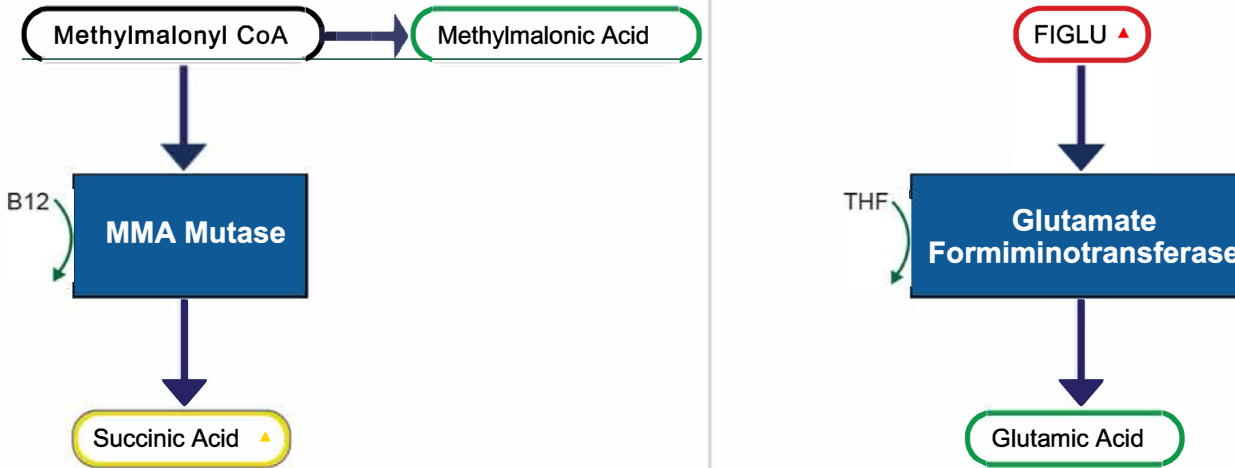 Methylmalonyl CoA
Methylmalonic Acid
B12
MMA Mutase
Succinic Acid
FIGLU
THF
Glutamate
Formiminotransferase
Glutamic Acid